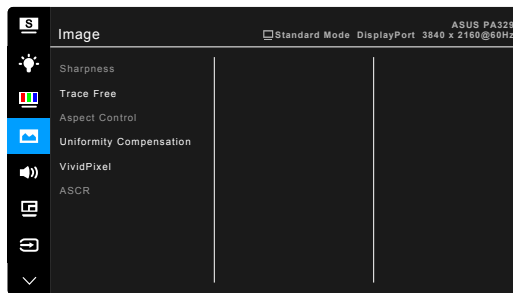 S
Image
ASUS PA329
Standard Mode DisplayPort 3840 x 2160@60Hz
Sharpness
Trace Free
Aspect Control
Uniformity Compensation
VividPixel
ASCR